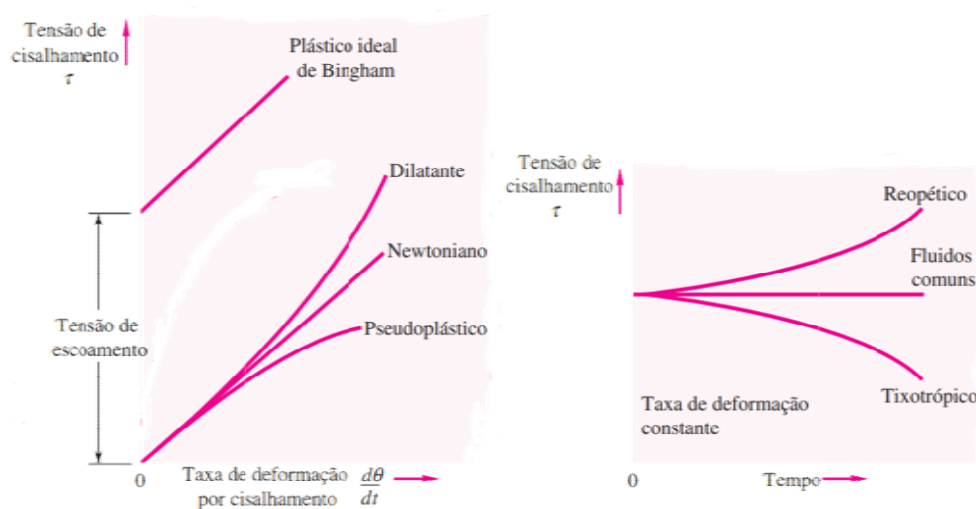 Tensão de
cisalhamento
τ
Plástico ideal
de Bingham
Dilatante
Newtoniano
Pseudoplástico
Tensão de
escoamento
0
Taxa de deformação
por cisalhamento
dθ
dt
Tensão de
cisalhamento
τ
Reopético
Fluidos
comuns
Tixotrópico
Taxa de deformação
constante
0
Tempo